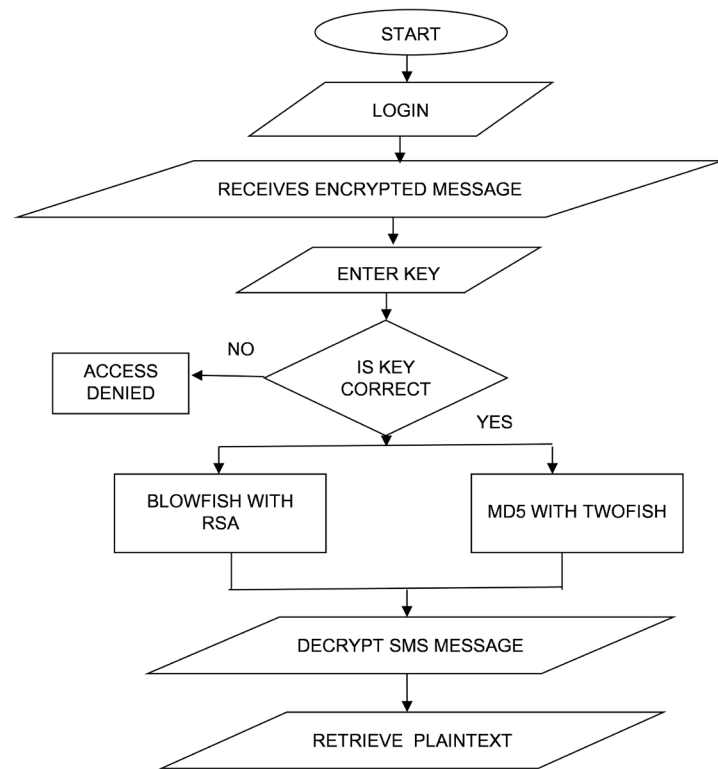 START
LOGIN
RECEIVES ENCRYPTED MESSAGE
ENTER KEY
NO
IS KEY
CORRECT
ACCESS
DENIED
YES
BLOWFISH WITH
RSA
MD5 WITH TWOFISH
DECRYPT SMS MESSAGE
RETRIEVE PLAINTEXT